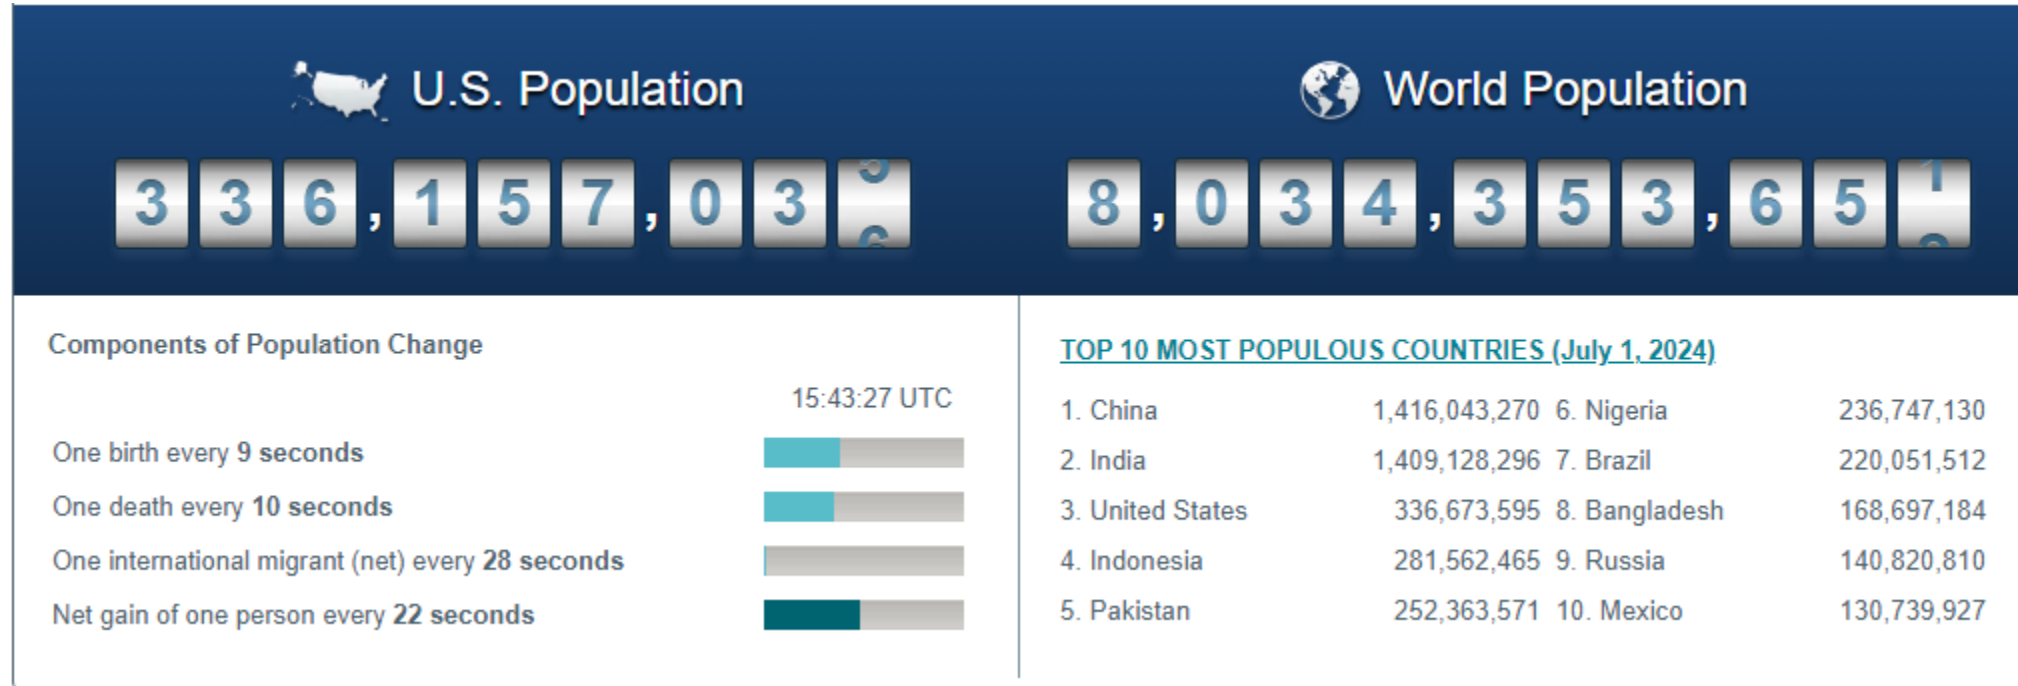 U.S. Population
336,157,03
World Population
8,034,353,65
Components of Population Change
15:43:27 UTC
One birth every 9 seconds
One death every 10 seconds
One international migrant (net) every 28 seconds
Net gain of one person every 22 seconds
TOP 10 MOST POPULOUS COUNTRIES (July 1, 2024)
1. China 1,416,043,270 6. Nigeria 236,747,130
2. India 1,409,128,296 7. Brazil 220,051,512
3. United States 336,673,595 8. Bangladesh 168,697,184
4. Indonesia 281,562,465 9. Russia 140,820,810
5. Pakistan 252,363,571 10. Mexico 130,739,927